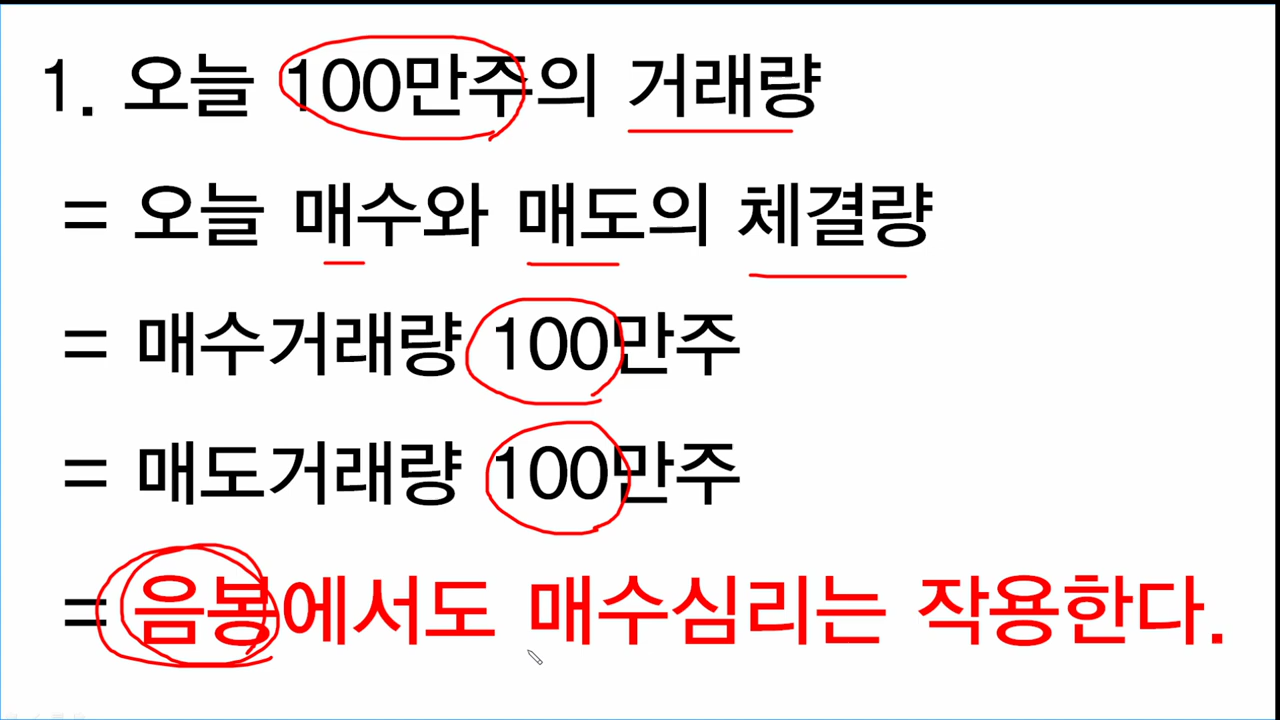 1. 오늘 100만주의 거래량
= 오늘 매수와 매도의 체결량
= 매수거래량 100만주
= 매도거래량 100만주
= 음봉에서도 매수심리는 작용한다.